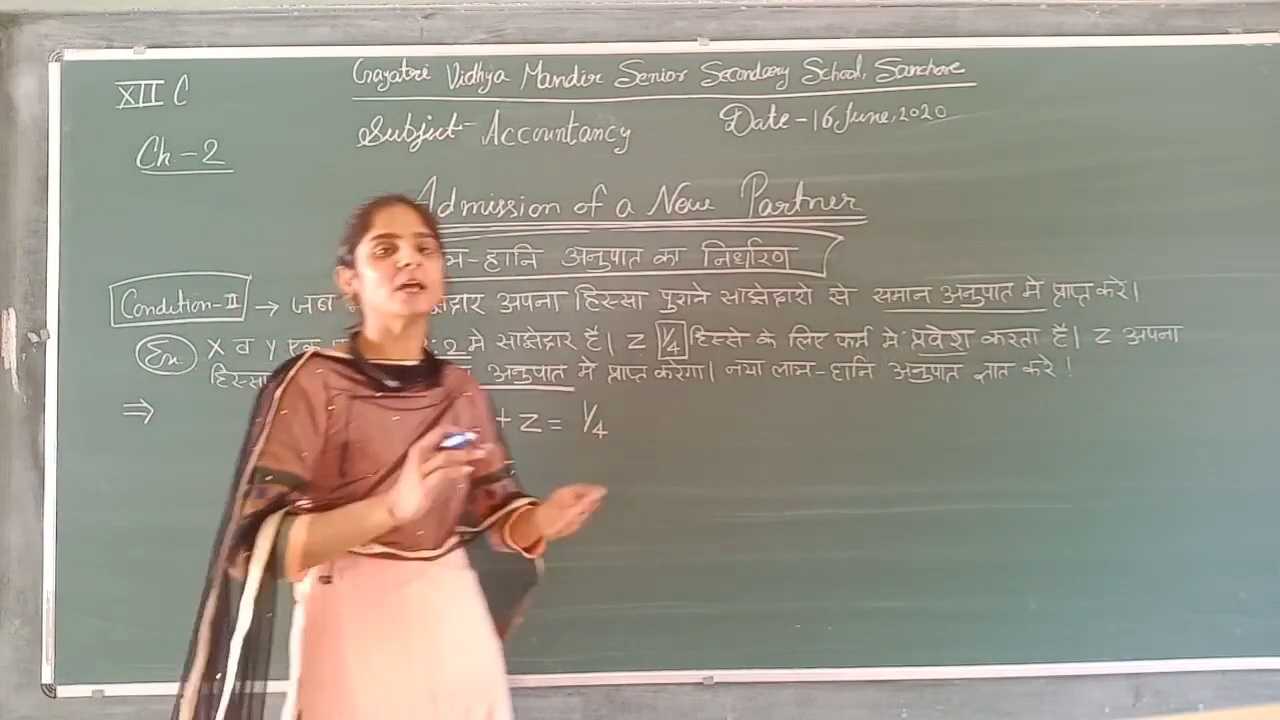 XII C
Gayatri Vidhya Mandir Senior Secondary School, Sanchore
Ch-2
Subject- Accountancy
Date-16 June, 2020
Admission of a New Partner
-हानि अनुपात का निर्धारण
Condition-II → जब अपना हिस्सा पुराने साझेदारो से समान अनुपात में प्राप्त करे।
Ex X व Y :2 मे साझेदार हैं। Z 1/4 हिस्से के लिए फर्म में प्रवेश करता है। Z अपना
हिस्सा अनुपात में प्राप्त करेगा। नया लाभ-हानि अनुपात ज्ञात करे!
⇒ + Z = 1/4